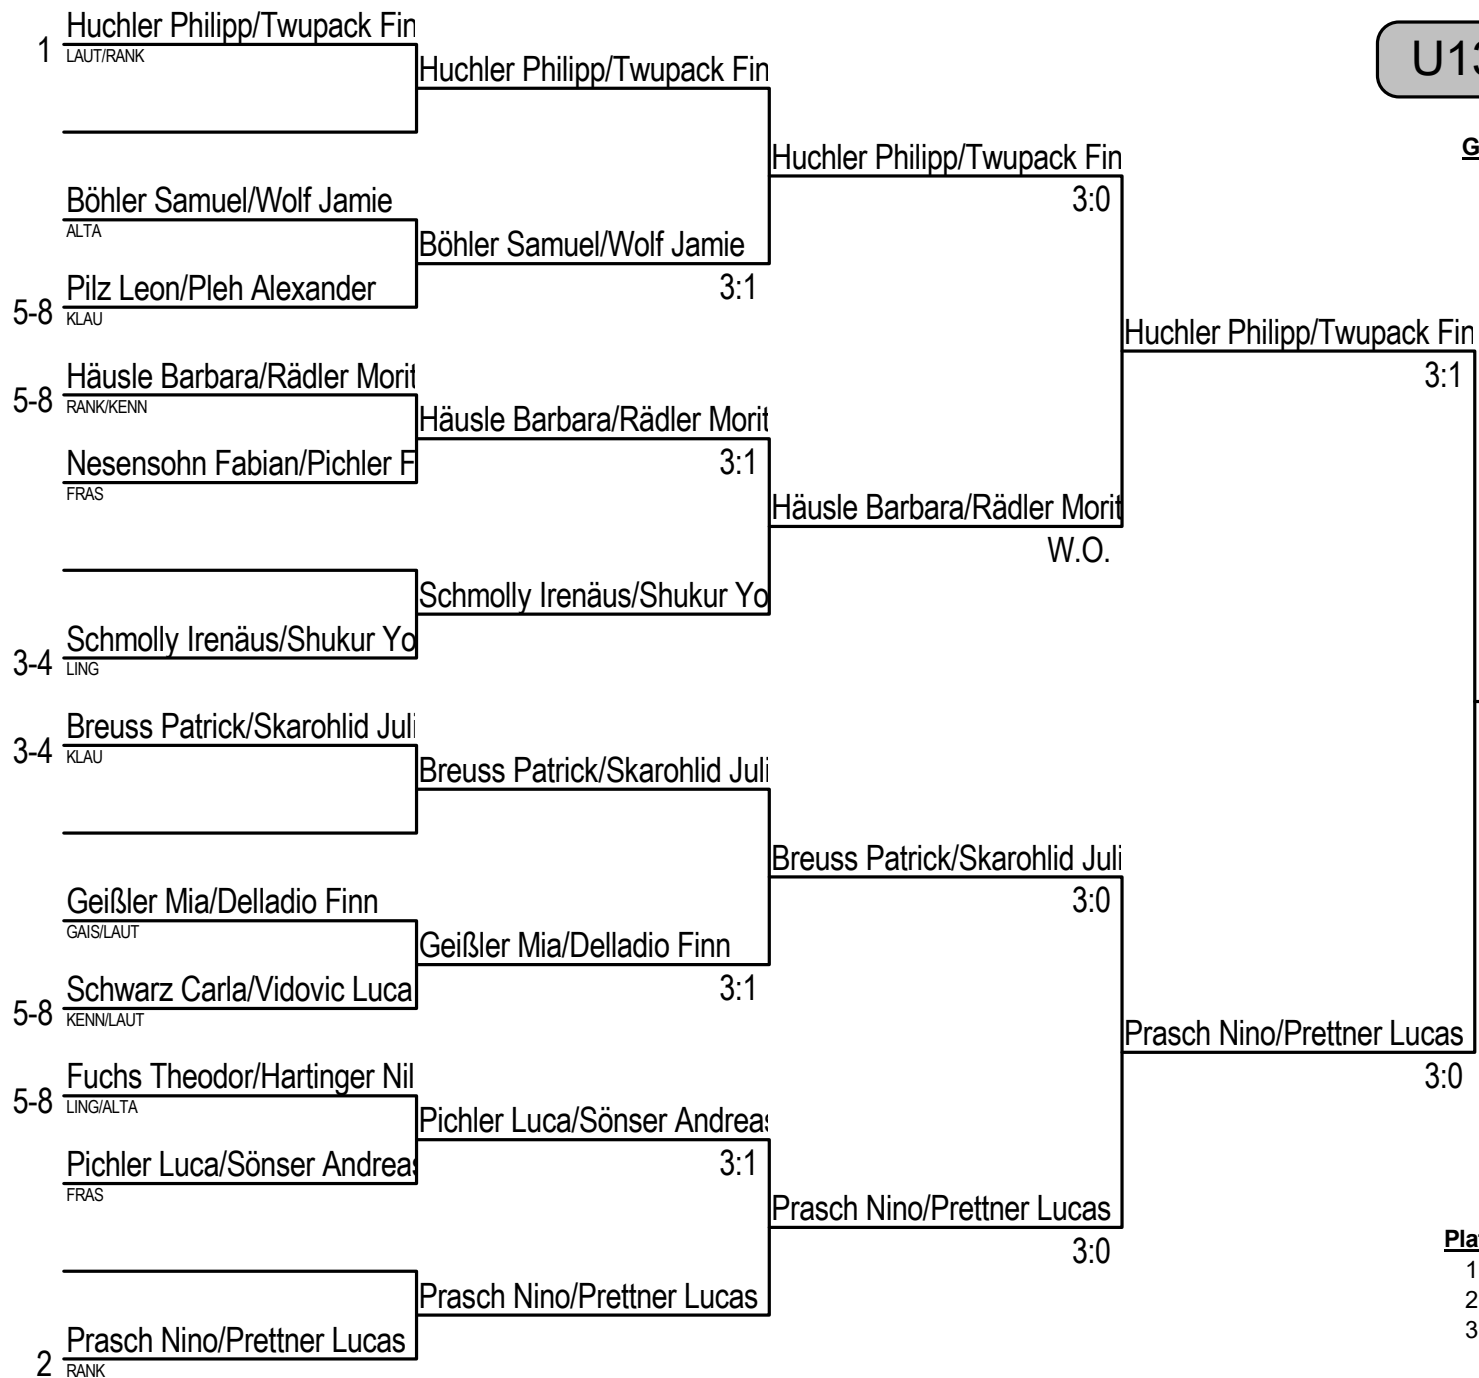 Huchler Philipp/Twupack Fin
1
LAUT/RANK
Böhler Samuel/Wolf Jamie
ALTA
Pilz Leon/Pleh Alexander
5-8
KLAU
Häusle Barbara/Rädler Morit
5-8
RANK/KENN
Nesensohn Fabian/Pichler F
FRAS
Schmolly Irenäus/Shukur Yo
3-4
LING
Breuss Patrick/Skarohlid Juli
3-4
KLAU
Geißler Mia/Delladio Finn
GAIS/LAUT
Schwarz Carla/Vidovic Luca
5-8
KENN/LAUT
Fuchs Theodor/Hartinger Nil
5-8
LING/ALTA
Pichler Luca/Sönser Andreas
FRAS
Prasch Nino/Prettner Lucas
2
RANK
Huchler Philipp/Twupack Fin
Böhler Samuel/Wolf Jamie
3:1
Häusle Barbara/Rädler Morit
3:1
Schmolly Irenäus/Shukur Yo
Breuss Patrick/Skarohlid Juli
Geißler Mia/Delladio Finn
3:1
Pichler Luca/Sönser Andreas
3:1
Prasch Nino/Prettner Lucas
Huchler Philipp/Twupack Fin
3:0
Häusle Barbara/Rädler Morit
W.O.
Breuss Patrick/Skarohlid Juli
3:0
Prasch Nino/Prettner Lucas
3:0
Huchler Philipp/Twupack Fin
3:1
Prasch Nino/Prettner Lucas
3:0
U13
G
Pla
1
2
3